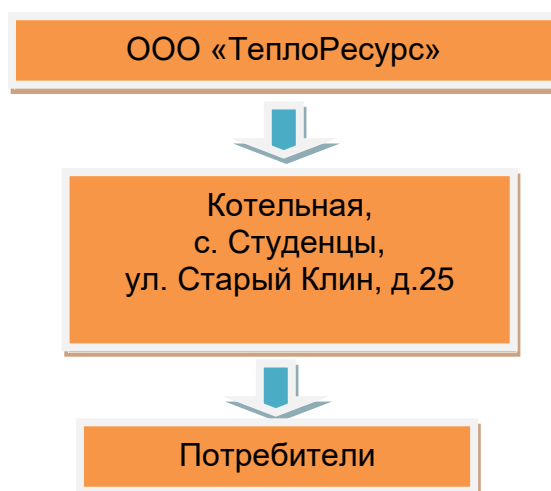 ООО «ТеплоРесурс»
Котельная,
с. Студенцы,
ул. Старый Клин, д.25
Потребители